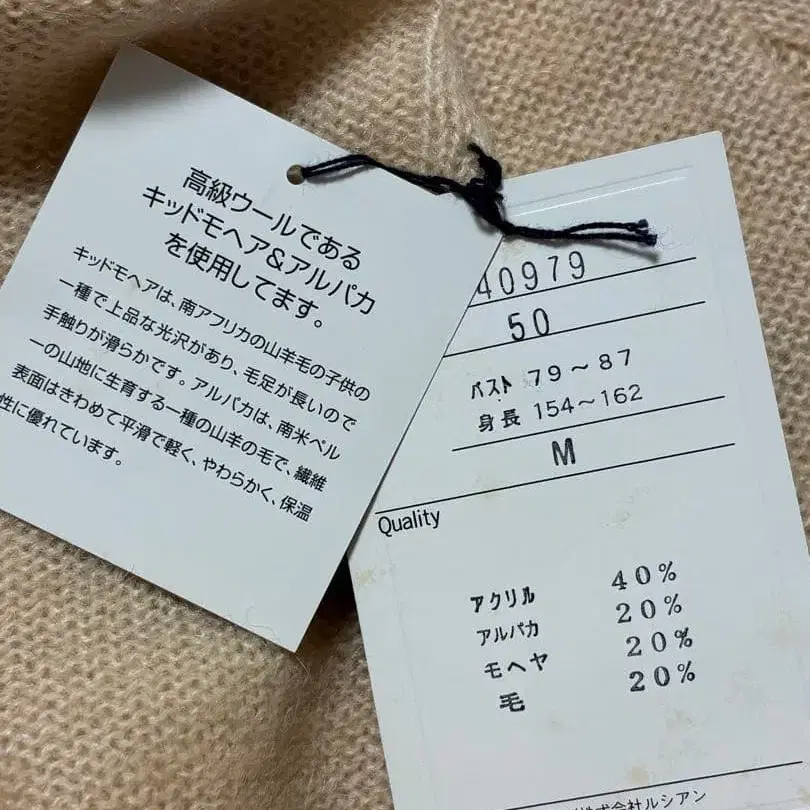 高級ウールである
キッドモヘア&アルパカ
を使用してます。
キッドモヘアは、南アフリカの山羊毛の子供の
一種で上品な光沢があり、毛足が長いので
手触りが滑らかです。アルパカは、南米ペル
ーの山地に生育する一種の山羊の毛で、繊維
表面はきわめて平滑で軽く、やわらかく、保温
性に優れています。
40979
50
バスト 79～87
身長 154～162
M
Quality
アクリル 40%
アルパカ 20%
モヘヤ 20%
毛 20%
株式会社ルシアン